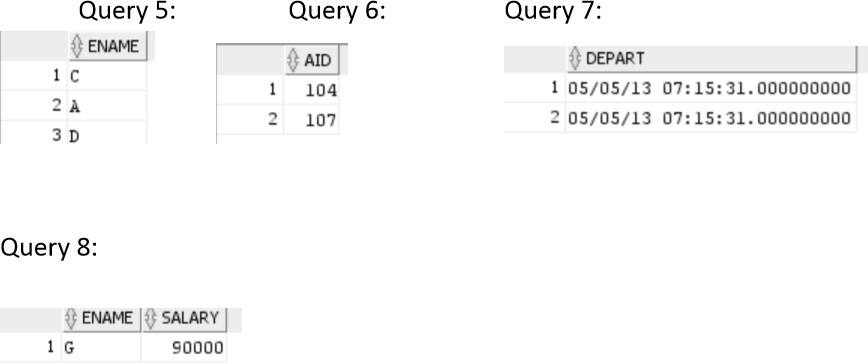 Query 5:
ENAME
1 C
2 A
3 D
Query 6:
AID
1 104
2 107
Query 7:
DEPART
1 05/05/13 07:15:31.000000000
2 05/05/13 07:15:31.000000000
Query 8:
ENAME SALARY
1 G 90000